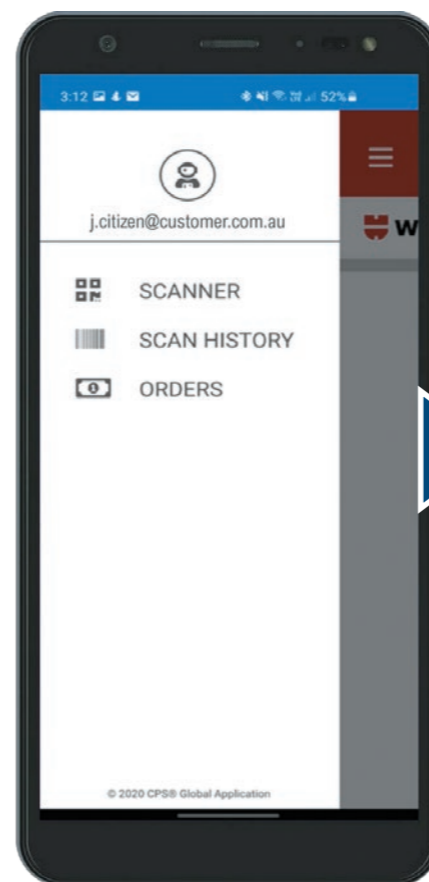 3:12 52%
j.citizen@customer.com.au
W
SCANNER
SCAN HISTORY
ORDERS
© 2020 CPS® Global Application